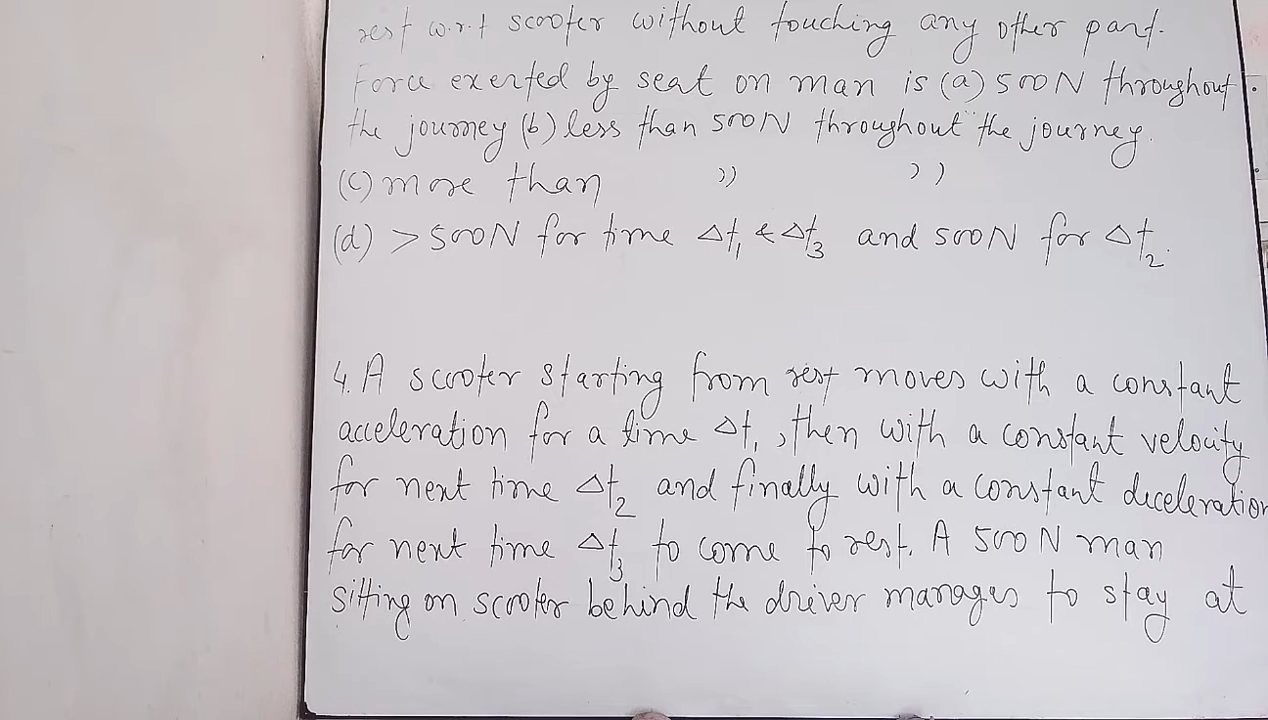 rest w.r.t scooter without touching any other part.
Force exerted by seat on man is (a) 500N throughout
the journey (b) less than 500N throughout the journey.
(c) more than ,, ,,
(d) > 500N for time Δt₁ & Δt₃ and 500N for Δt₂.
4. A scooter starting from rest moves with a constant
acceleration for a time Δt₁, then with a constant velocity
for next time Δt₂ and finally with a constant deceleration
for next time Δt₃ to come to rest. A 500N man
sitting on scooter behind the driver manages to stay at